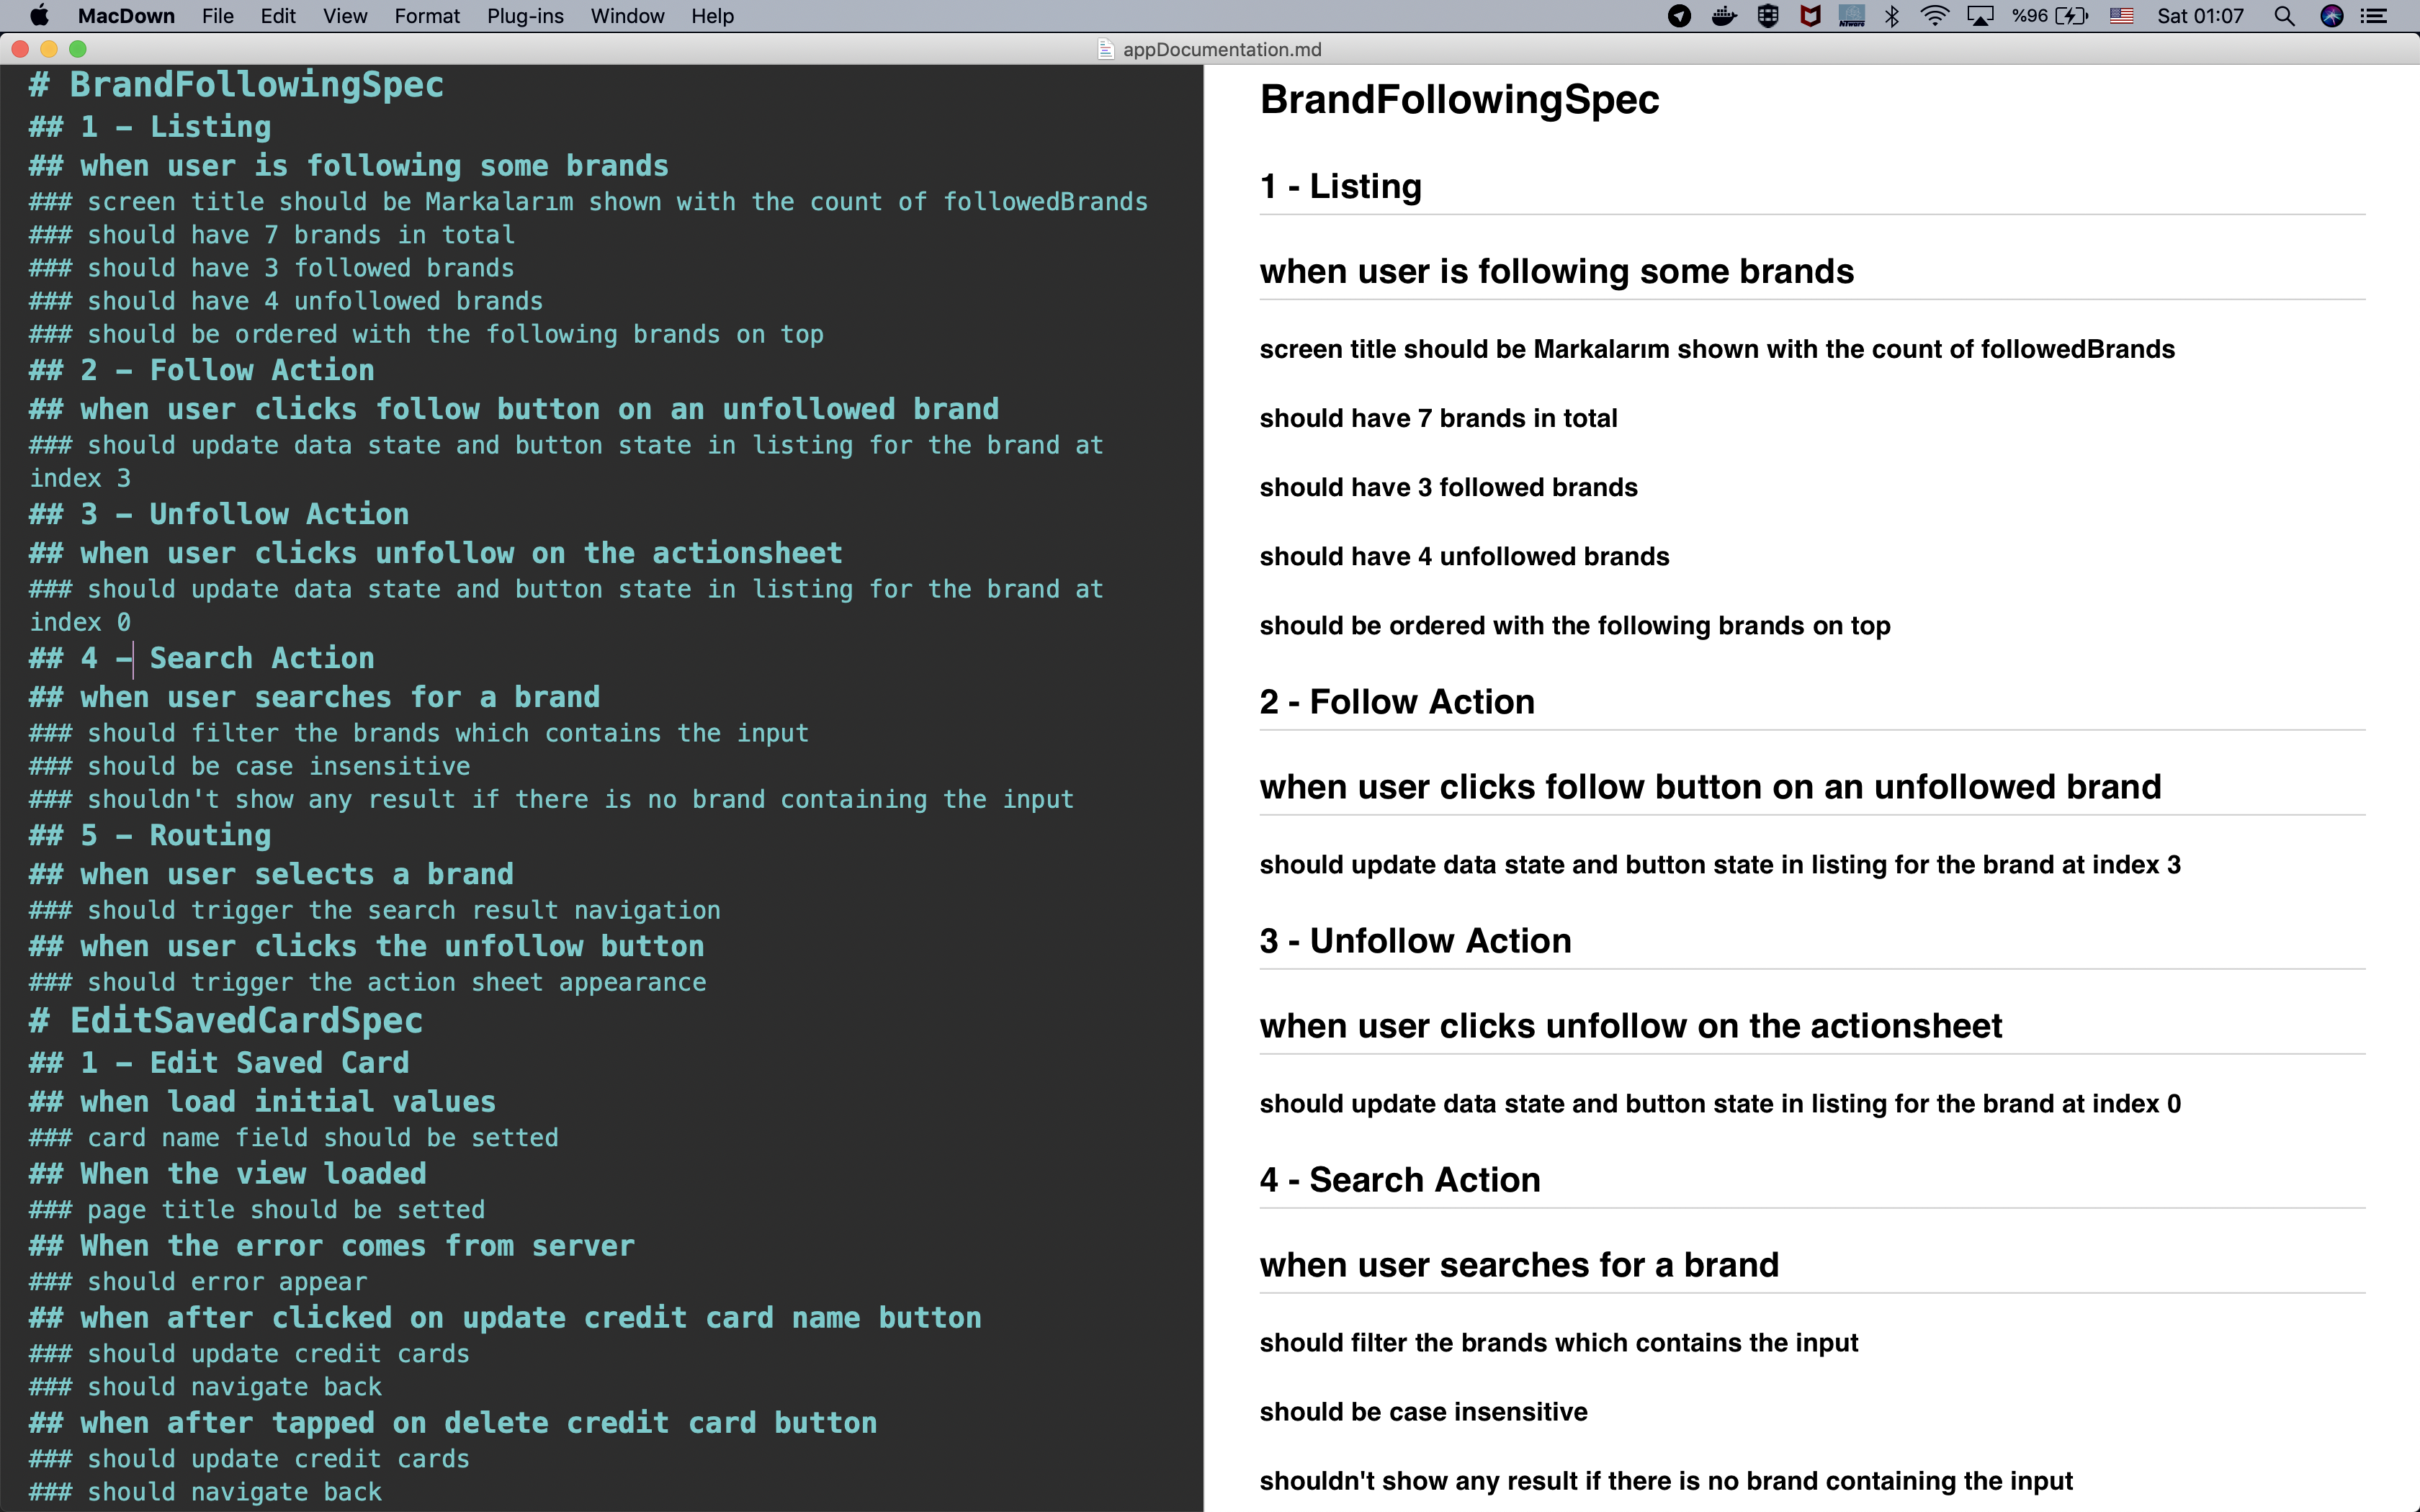 MacDown File Edit View Format Plug-ins Window Help %96 Sat 01:07
appDocumentation.md
# BrandFollowingSpec
## 1 - Listing
## when user is following some brands
### screen title should be Markalarım shown with the count of followedBrands
### should have 7 brands in total
### should have 3 followed brands
### should have 4 unfollowed brands
### should be ordered with the following brands on top
## 2 - Follow Action
## when user clicks follow button on an unfollowed brand
### should update data state and button state in listing for the brand at
index 3
## 3 - Unfollow Action
## when user clicks unfollow on the actionsheet
### should update data state and button state in listing for the brand at
index 0
## 4 - Search Action
## when user searches for a brand
### should filter the brands which contains the input
### should be case insensitive
### shouldn't show any result if there is no brand containing the input
## 5 - Routing
## when user selects a brand
### should trigger the search result navigation
## when user clicks the unfollow button
### should trigger the action sheet appearance
# EditSavedCardSpec
## 1 - Edit Saved Card
## when load initial values
### card name field should be setted
## When the view loaded
### page title should be setted
## When the error comes from server
### should error appear
## when after clicked on update credit card name button
### should update credit cards
### should navigate back
## when after tapped on delete credit card button
### should update credit cards
### should navigate back
BrandFollowingSpec
1 - Listing
when user is following some brands
screen title should be Markalarım shown with the count of followedBrands
should have 7 brands in total
should have 3 followed brands
should have 4 unfollowed brands
should be ordered with the following brands on top
2 - Follow Action
when user clicks follow button on an unfollowed brand
should update data state and button state in listing for the brand at index 3
3 - Unfollow Action
when user clicks unfollow on the actionsheet
should update data state and button state in listing for the brand at index 0
4 - Search Action
when user searches for a brand
should filter the brands which contains the input
should be case insensitive
shouldn't show any result if there is no brand containing the input